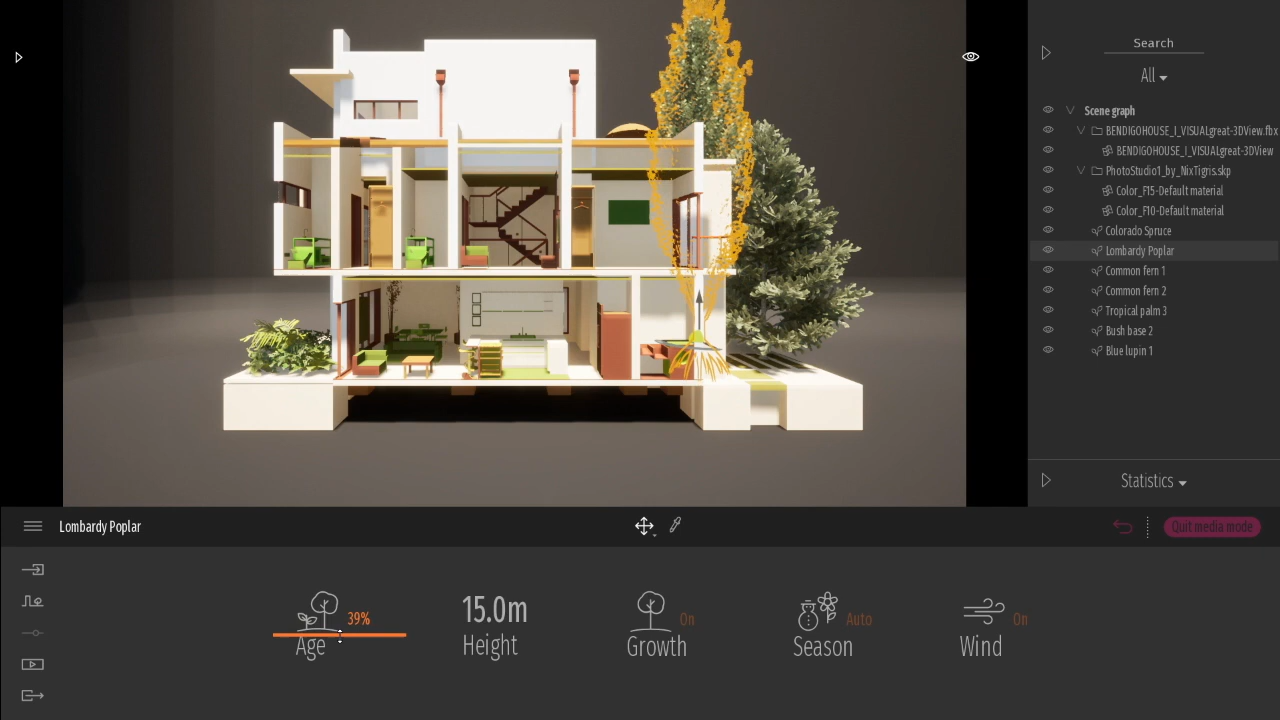 Search
All
Scene graph
BENDIGOHOUSE_I_VISUALgreat-3DView.fbx
BENDIGOHOUSE_I_VISUALgreat-3DView
PhotoStudio1_by_NixTigris.skp
Color_F15-Default material
Color_F10-Default material
Colorado Spruce
Lombardy Poplar
Common fern 1
Common fern 2
Tropical palm 3
Bush base 2
Blue lupin 1
Statistics
Lombardy Poplar
Quit media mode
39%
Age
15.0m
Height
On
Growth
Auto
Season
On
Wind